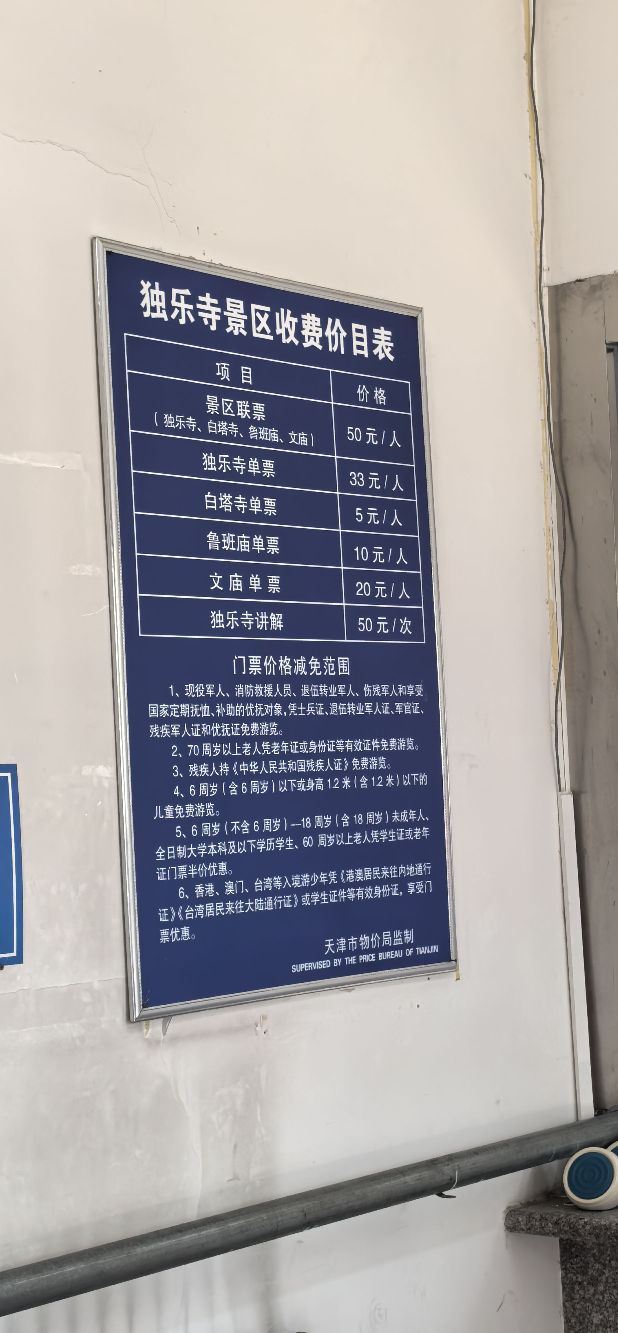 独乐寺景区收费价目表
项目 价格
景区联票
（独乐寺、白塔寺、鲁班庙、文庙） 50元/人
独乐寺单票 33元/人
白塔寺单票 5元/人
鲁班庙单票 10元/人
文庙单票 20元/人
独乐寺讲解 50元/次
门票价格减免范围
1、现役军人、消防救援人员、退伍转业军人、伤残军人和享受
国家定期抚恤、补助的优抚对象，凭士兵证、退伍转业军人证、军官证、
残疾军人证和优抚证免费游览。
2、70周岁以上老人凭老年证或身份证等有效证件免费游览。
3、残疾人持《中华人民共和国残疾人证》免费游览。
4、6周岁（含6周岁）以下或身高1.2米（含1.2米）以下的
儿童免费游览。
5、6周岁（不含6周岁）—18周岁（含18周岁）未成年人、
全日制大学本科及以下学历学生、60周岁以上老人凭学生证或老年
证门票半价优惠。
6、香港、澳门、台湾等入境游少年凭《港澳居民来往内地通行
证》《台湾居民来往大陆通行证》或学生证件等有效身份证，享受门
票优惠。
天津市物价局监制
SUPERVISED BY THE PRICE BUREAU OF TIANJIN